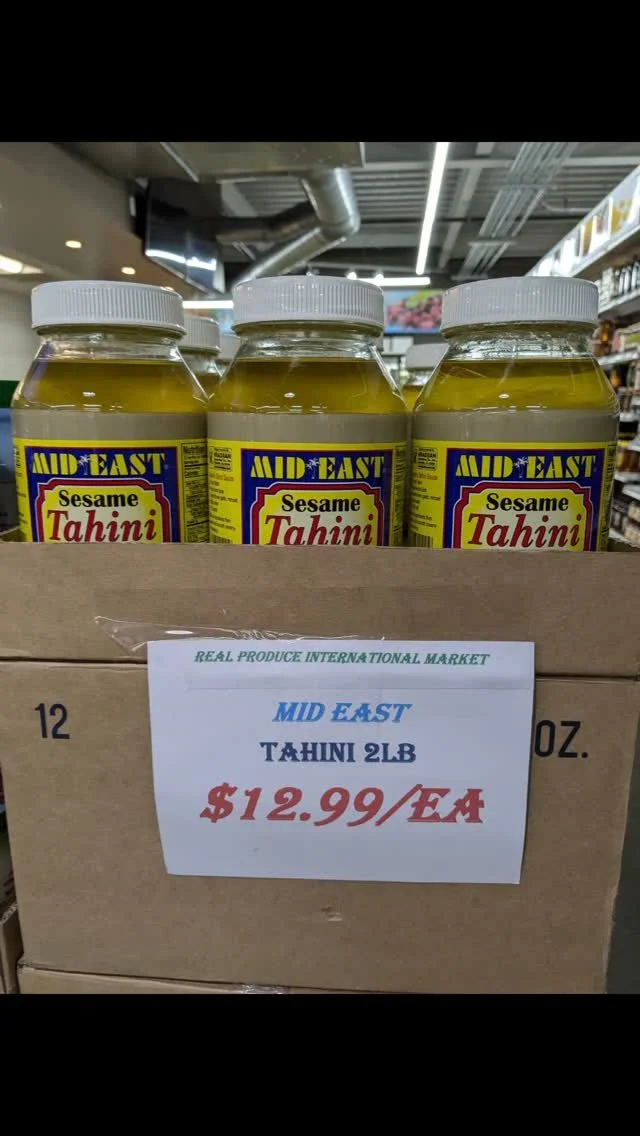 MID EAST
Sesame
Tahini
MID EAST
Sesame
Tahini
MID EAST
Sesame
Tahini
REAL PRODUCE INTERNATIONAL MARKET
MID EAST
TAHINI 2LB
$12.99/EA
12
OZ.